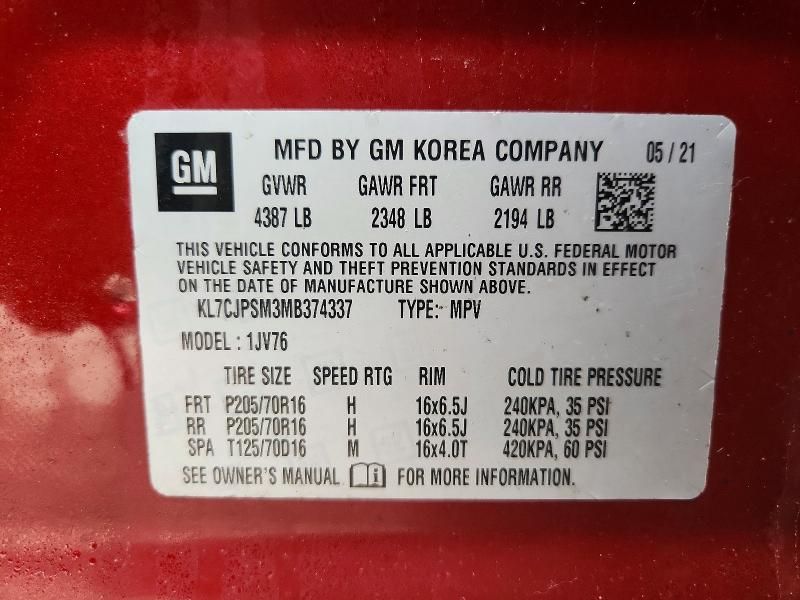 GM MFD BY GM KOREA COMPANY 05 / 21
GVWR GAWR FRT GAWR RR
4387 LB 2348 LB 2194 LB
THIS VEHICLE CONFORMS TO ALL APPLICABLE U.S. FEDERAL MOTOR
VEHICLE SAFETY AND THEFT PREVENTION STANDARDS IN EFFECT
ON THE DATE OF MANUFACTURE SHOWN ABOVE.
KL7CJPSM3MB374337 TYPE: MPV
MODEL : 1JV76
TIRE SIZE SPEED RTG RIM COLD TIRE PRESSURE
FRT P205/70R16 H 16x6.5J 240KPA, 35 PSI
RR P205/70R16 H 16x6.5J 240KPA, 35 PSI
SPA T125/70D16 M 16x4.0T 420KPA, 60 PSI
SEE OWNER'S MANUAL i FOR MORE INFORMATION.